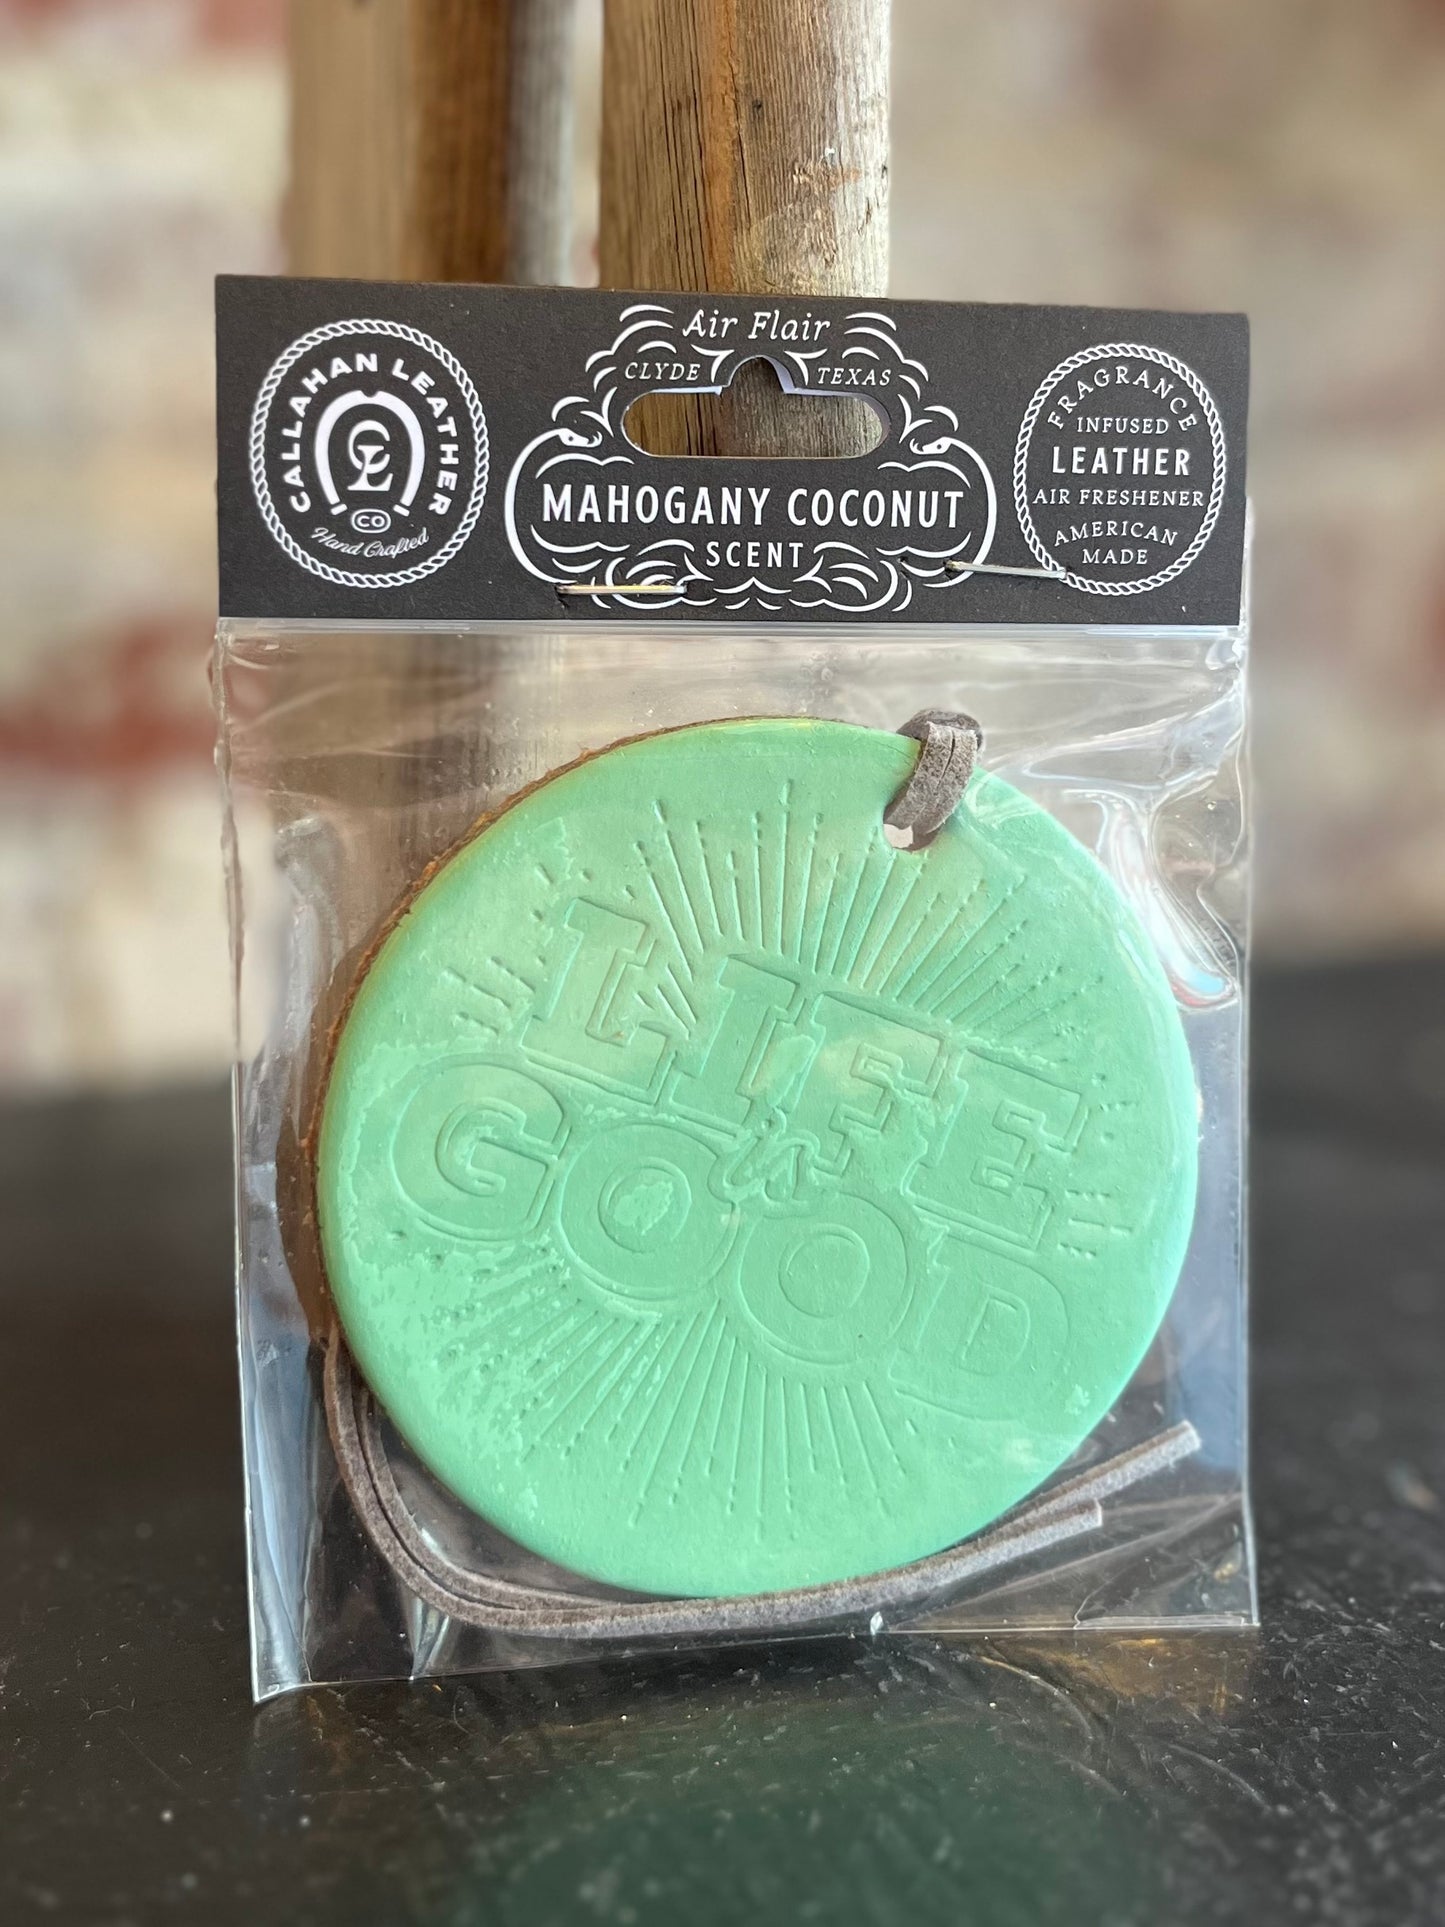 CALLAHAN LEATHER
CL
CO
Hand Crafted
Air Flair
CLYDE TEXAS
MAHOGANY COCONUT
SCENT
FRAGRANCE
INFUSED
LEATHER
AIR FRESHENER
AMERICAN
MADE
LIFE
is
GOOD